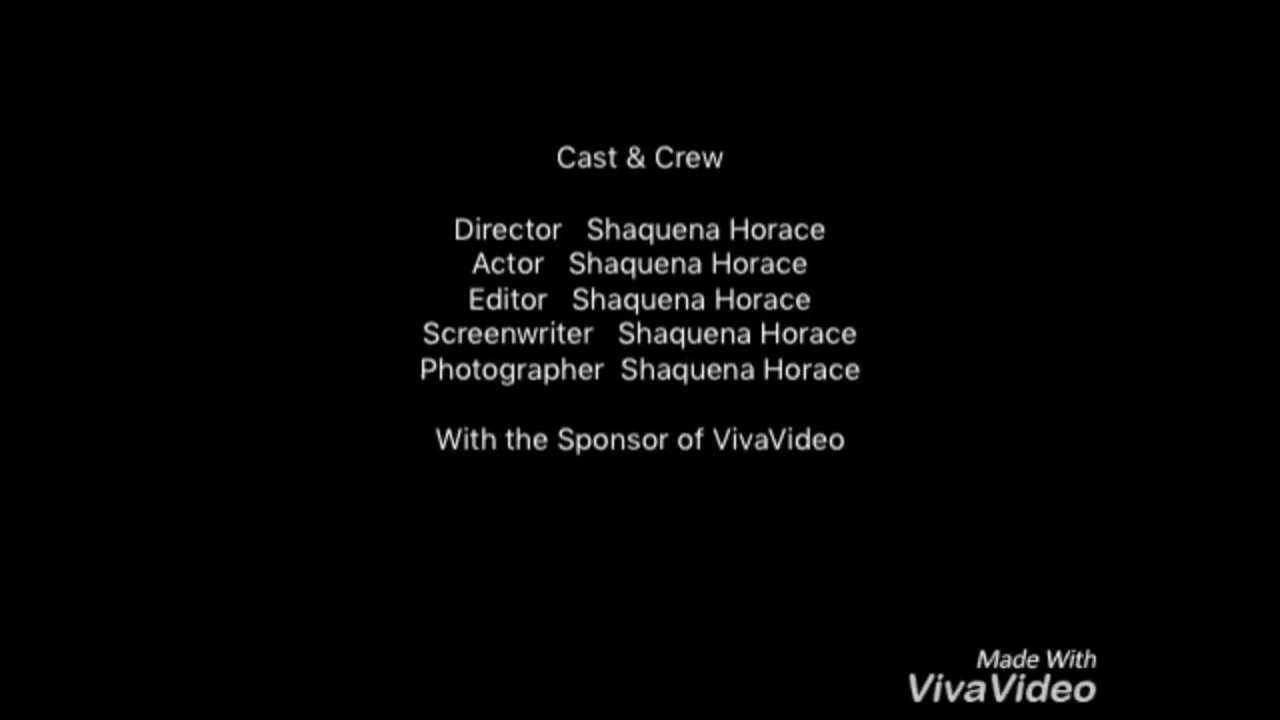 Cast & Crew
Director Shaquena Horace
Actor Shaquena Horace
Editor Shaquena Horace
Screenwriter Shaquena Horace
Photographer Shaquena Horace
With the Sponsor of VivaVideo
Made With
VivaVideo